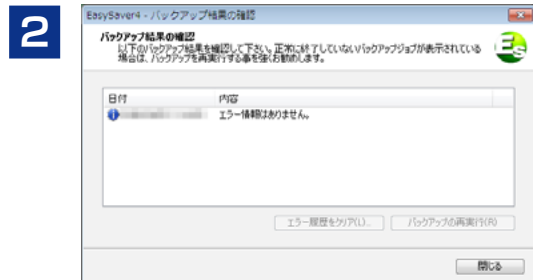 2
EasySaver4 - バックアップ結果の確認
バックアップ結果の確認
以下のバックアップ結果を確認して下さい。正常に終了していないバックアップジョブが表示されている
場合は、バックアップを再実行する事を強くお勧めします。
Es
日付 内容
エラー情報はありません。
エラー履歴をクリア(L)... バックアップの再実行(R)
閉じる